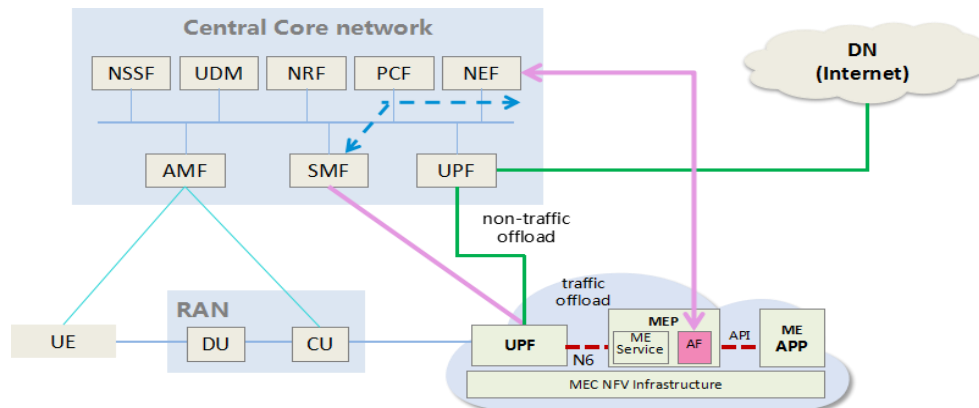 Central Core network
NSSF
UDM
NRF
PCF
NEF
DN
(Internet)
AMF
SMF
UPF
non-traffic
offload
traffic
offload
RAN
UE
DU
CU
UPF
N6
MEP
ME
Service
AF
API
ME
APP
MEC NFV Infrastructure